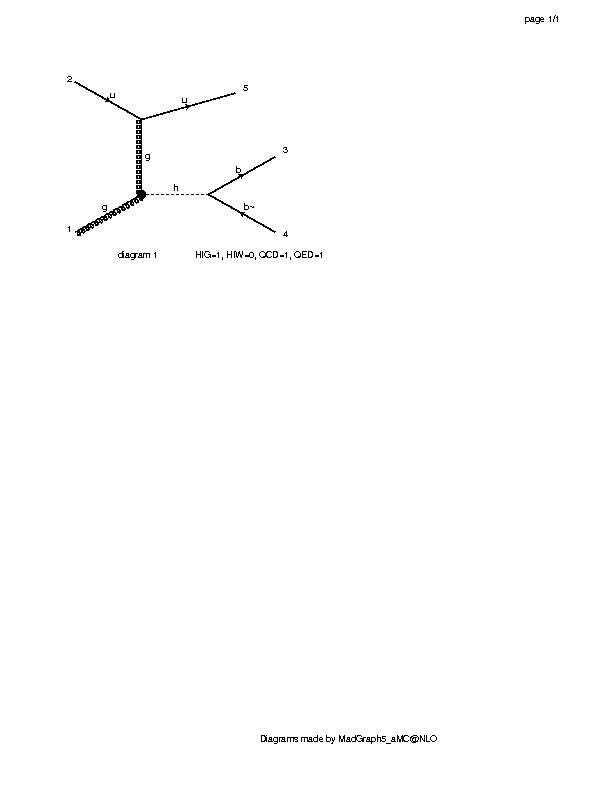 page 1/1
2
u
u
5
g
3
b
h
g
b~
1
4
diagram 1 HIG=1, HIW=0, QCD=1, QED=1
Diagrams made by MadGraph5_aMC@NLO